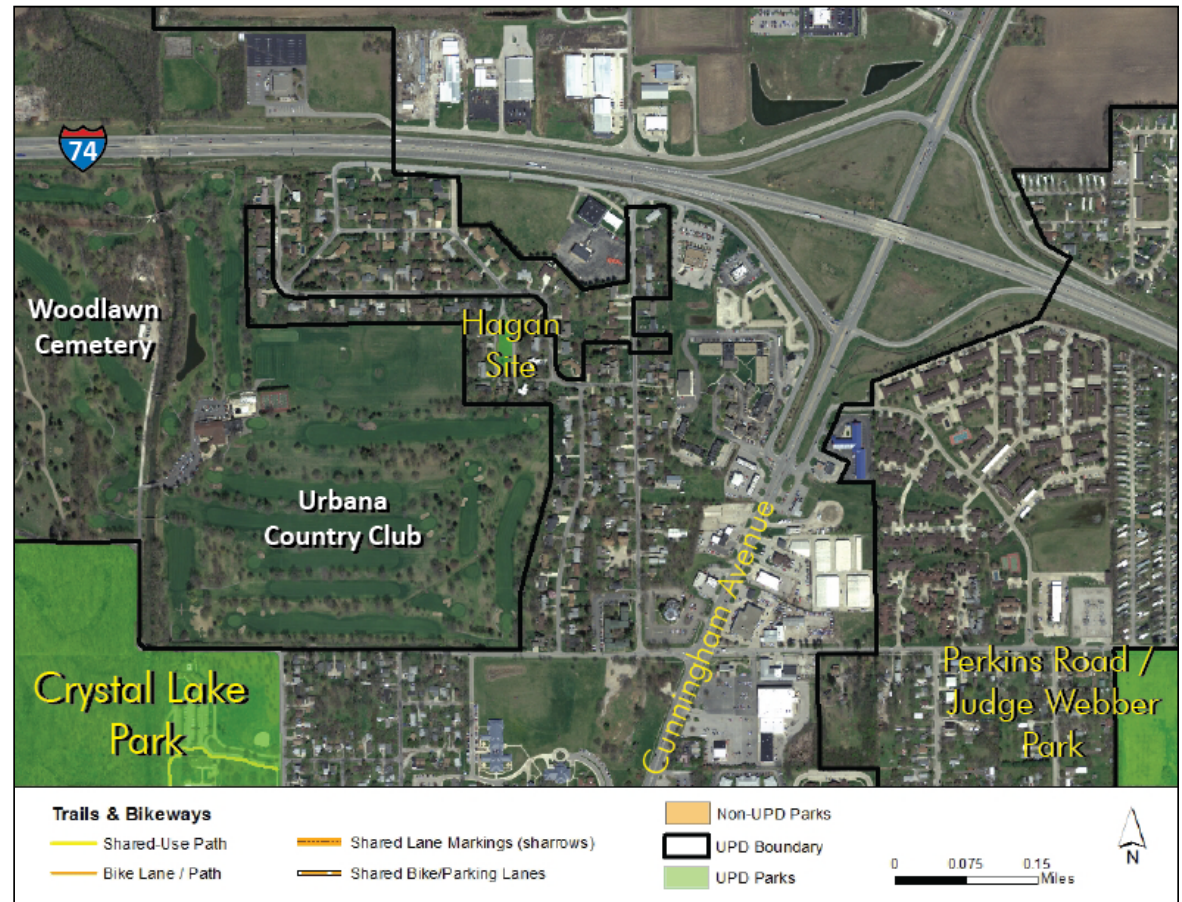 74
Woodlawn
Cemetery
Hagan
Site
Urbana
Country Club
Cunningham Avenue
Crystal Lake
Park
Perkins Road /
Judge Webber
Park
Trails & Bikeways
Shared-Use Path
Bike Lane / Path
Shared Lane Markings (sharrows)
Shared Bike/Parking Lanes
Non-UPD Parks
UPD Boundary
UPD Parks
0 0.075 0.15
Miles
N